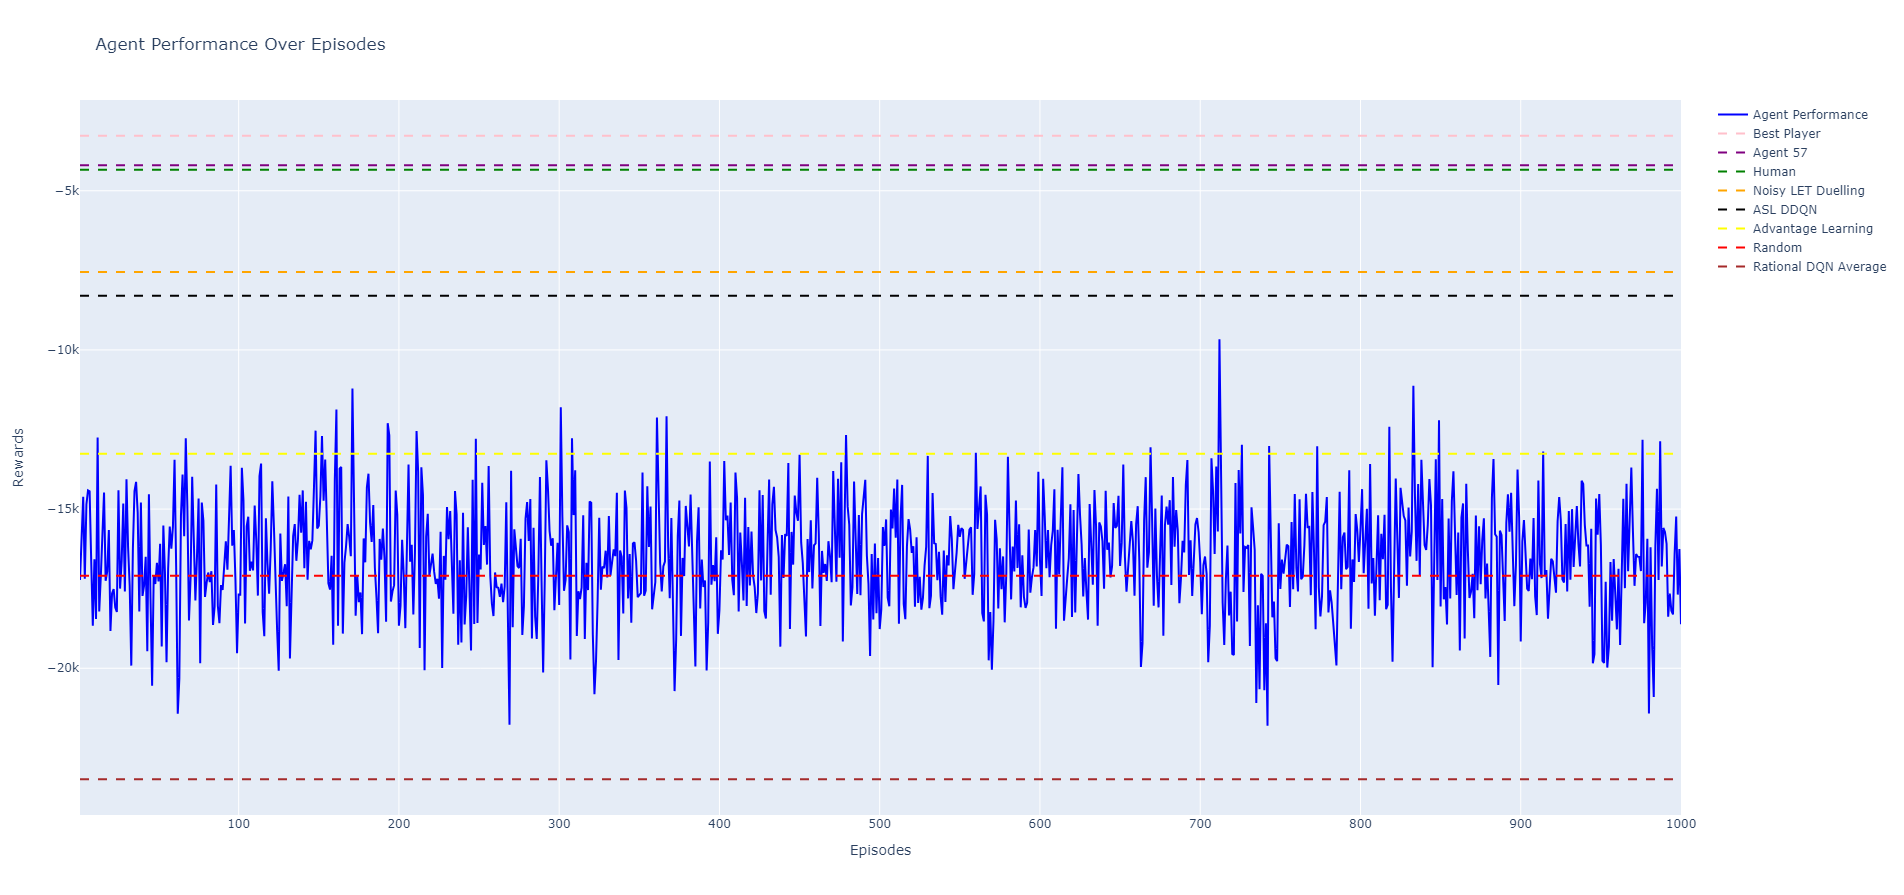 Agent Performance Over Episodes
Agent Performance
Best Player
Agent 57
Human
Noisy LET Duelling
ASL DDQN
Advantage Learning
Random
Rational DQN Average
Rewards
−5k
−10k
−15k
−20k
100 200 300 400 500 600 700 800 900 1000
Episodes